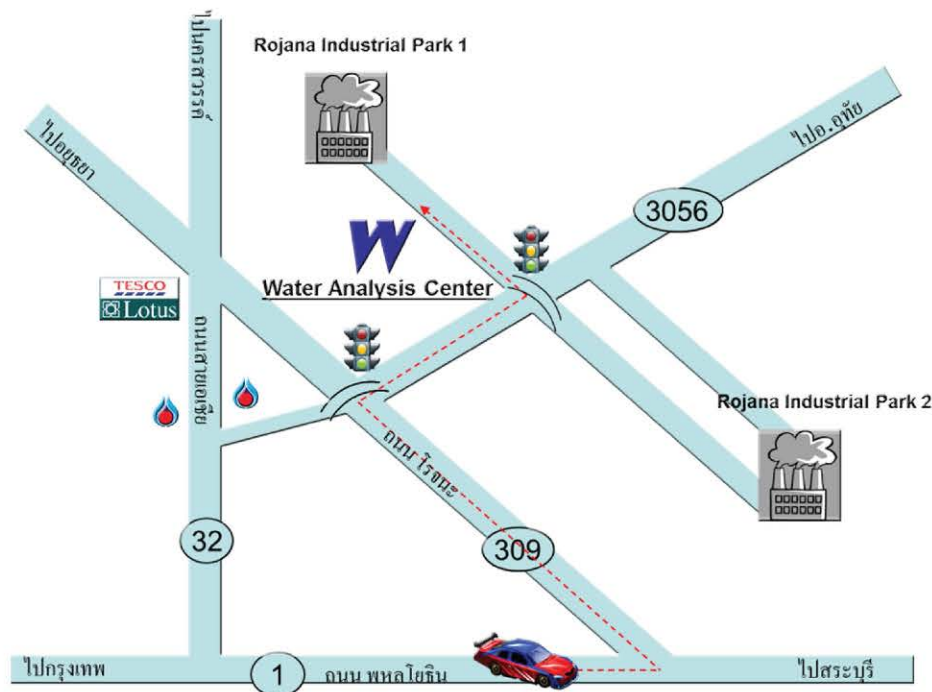 ไปนครสวรรค์
Rojana Industrial Park 1
ไปอยุธยา
ไปอ.อุทัย
3056
W
Water Analysis Center
TESCO
Lotus
ถนนสายเอเชีย
Rojana Industrial Park 2
ถนน โรจนะ
32
309
ไปกรุงเทพ
1
ถนน พหลโยธิน
ไปสระบุรี